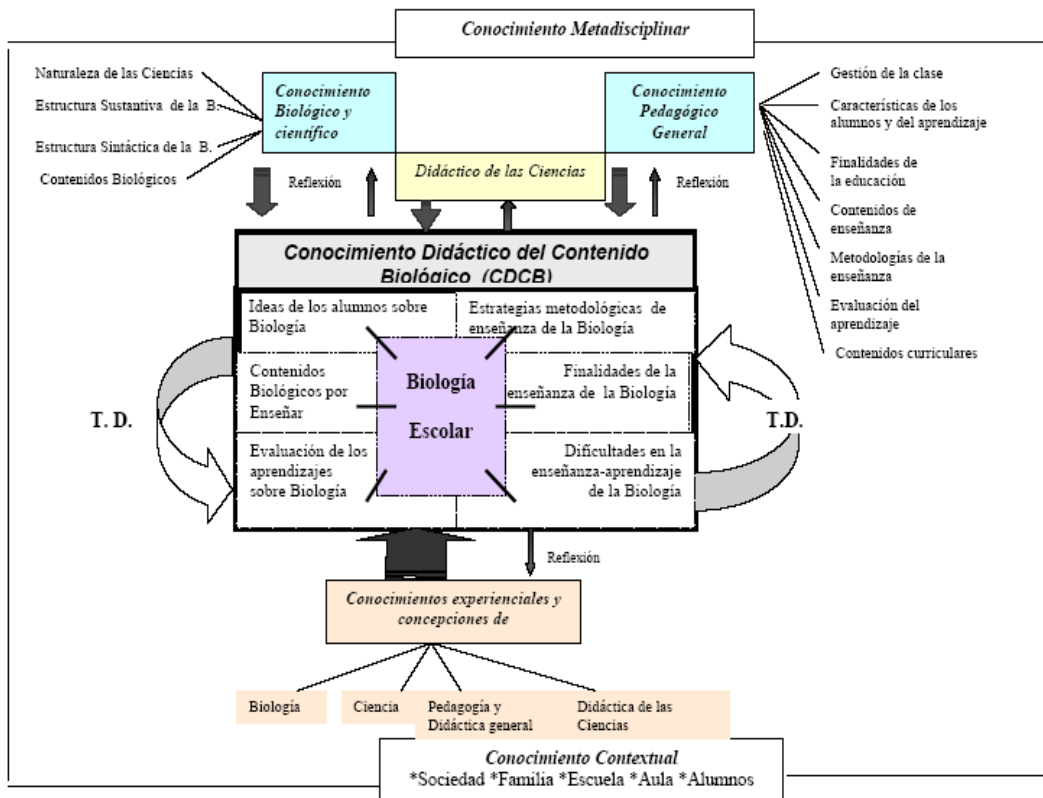 Conocimiento Metadisciplinar
Naturaleza de las Ciencias
Estructura Sustantiva de la B.
Estructura Sintáctica de la B.
Contenidos Biológicos
Conocimiento
Biológico y
científico
Conocimiento
Pedagógico
General
Gestión de la clase
Características de los
alumnos y del aprendizaje
Finalidades de
la educación
Contenidos de
enseñanza
Metodologías de la
enseñanza
Evaluación del
aprendizaje
Contenidos curriculares
Didáctico de las Ciencias
Reflexión
Reflexión
Conocimiento Didáctico del Contenido
Biológico (CDCB)
Ideas de los alumnos sobre
Biología
Estrategias metodológicas de
enseñanza de la Biología
Contenidos
Biológicos por
Enseñar
Biología
Escolar
Finalidades de la
enseñanza de la Biología
Evaluación de los
aprendizajes
sobre Biología
Dificultades en la
enseñanza-aprendizaje
de la Biología
T. D.
T.D.
Reflexión
Conocimientos experienciales y
concepciones de
Biología
Ciencia
Pedagogía y
Didáctica general
Didáctica de las
Ciencias
Conocimiento Contextual
*Sociedad *Familia *Escuela *Aula *Alumnos